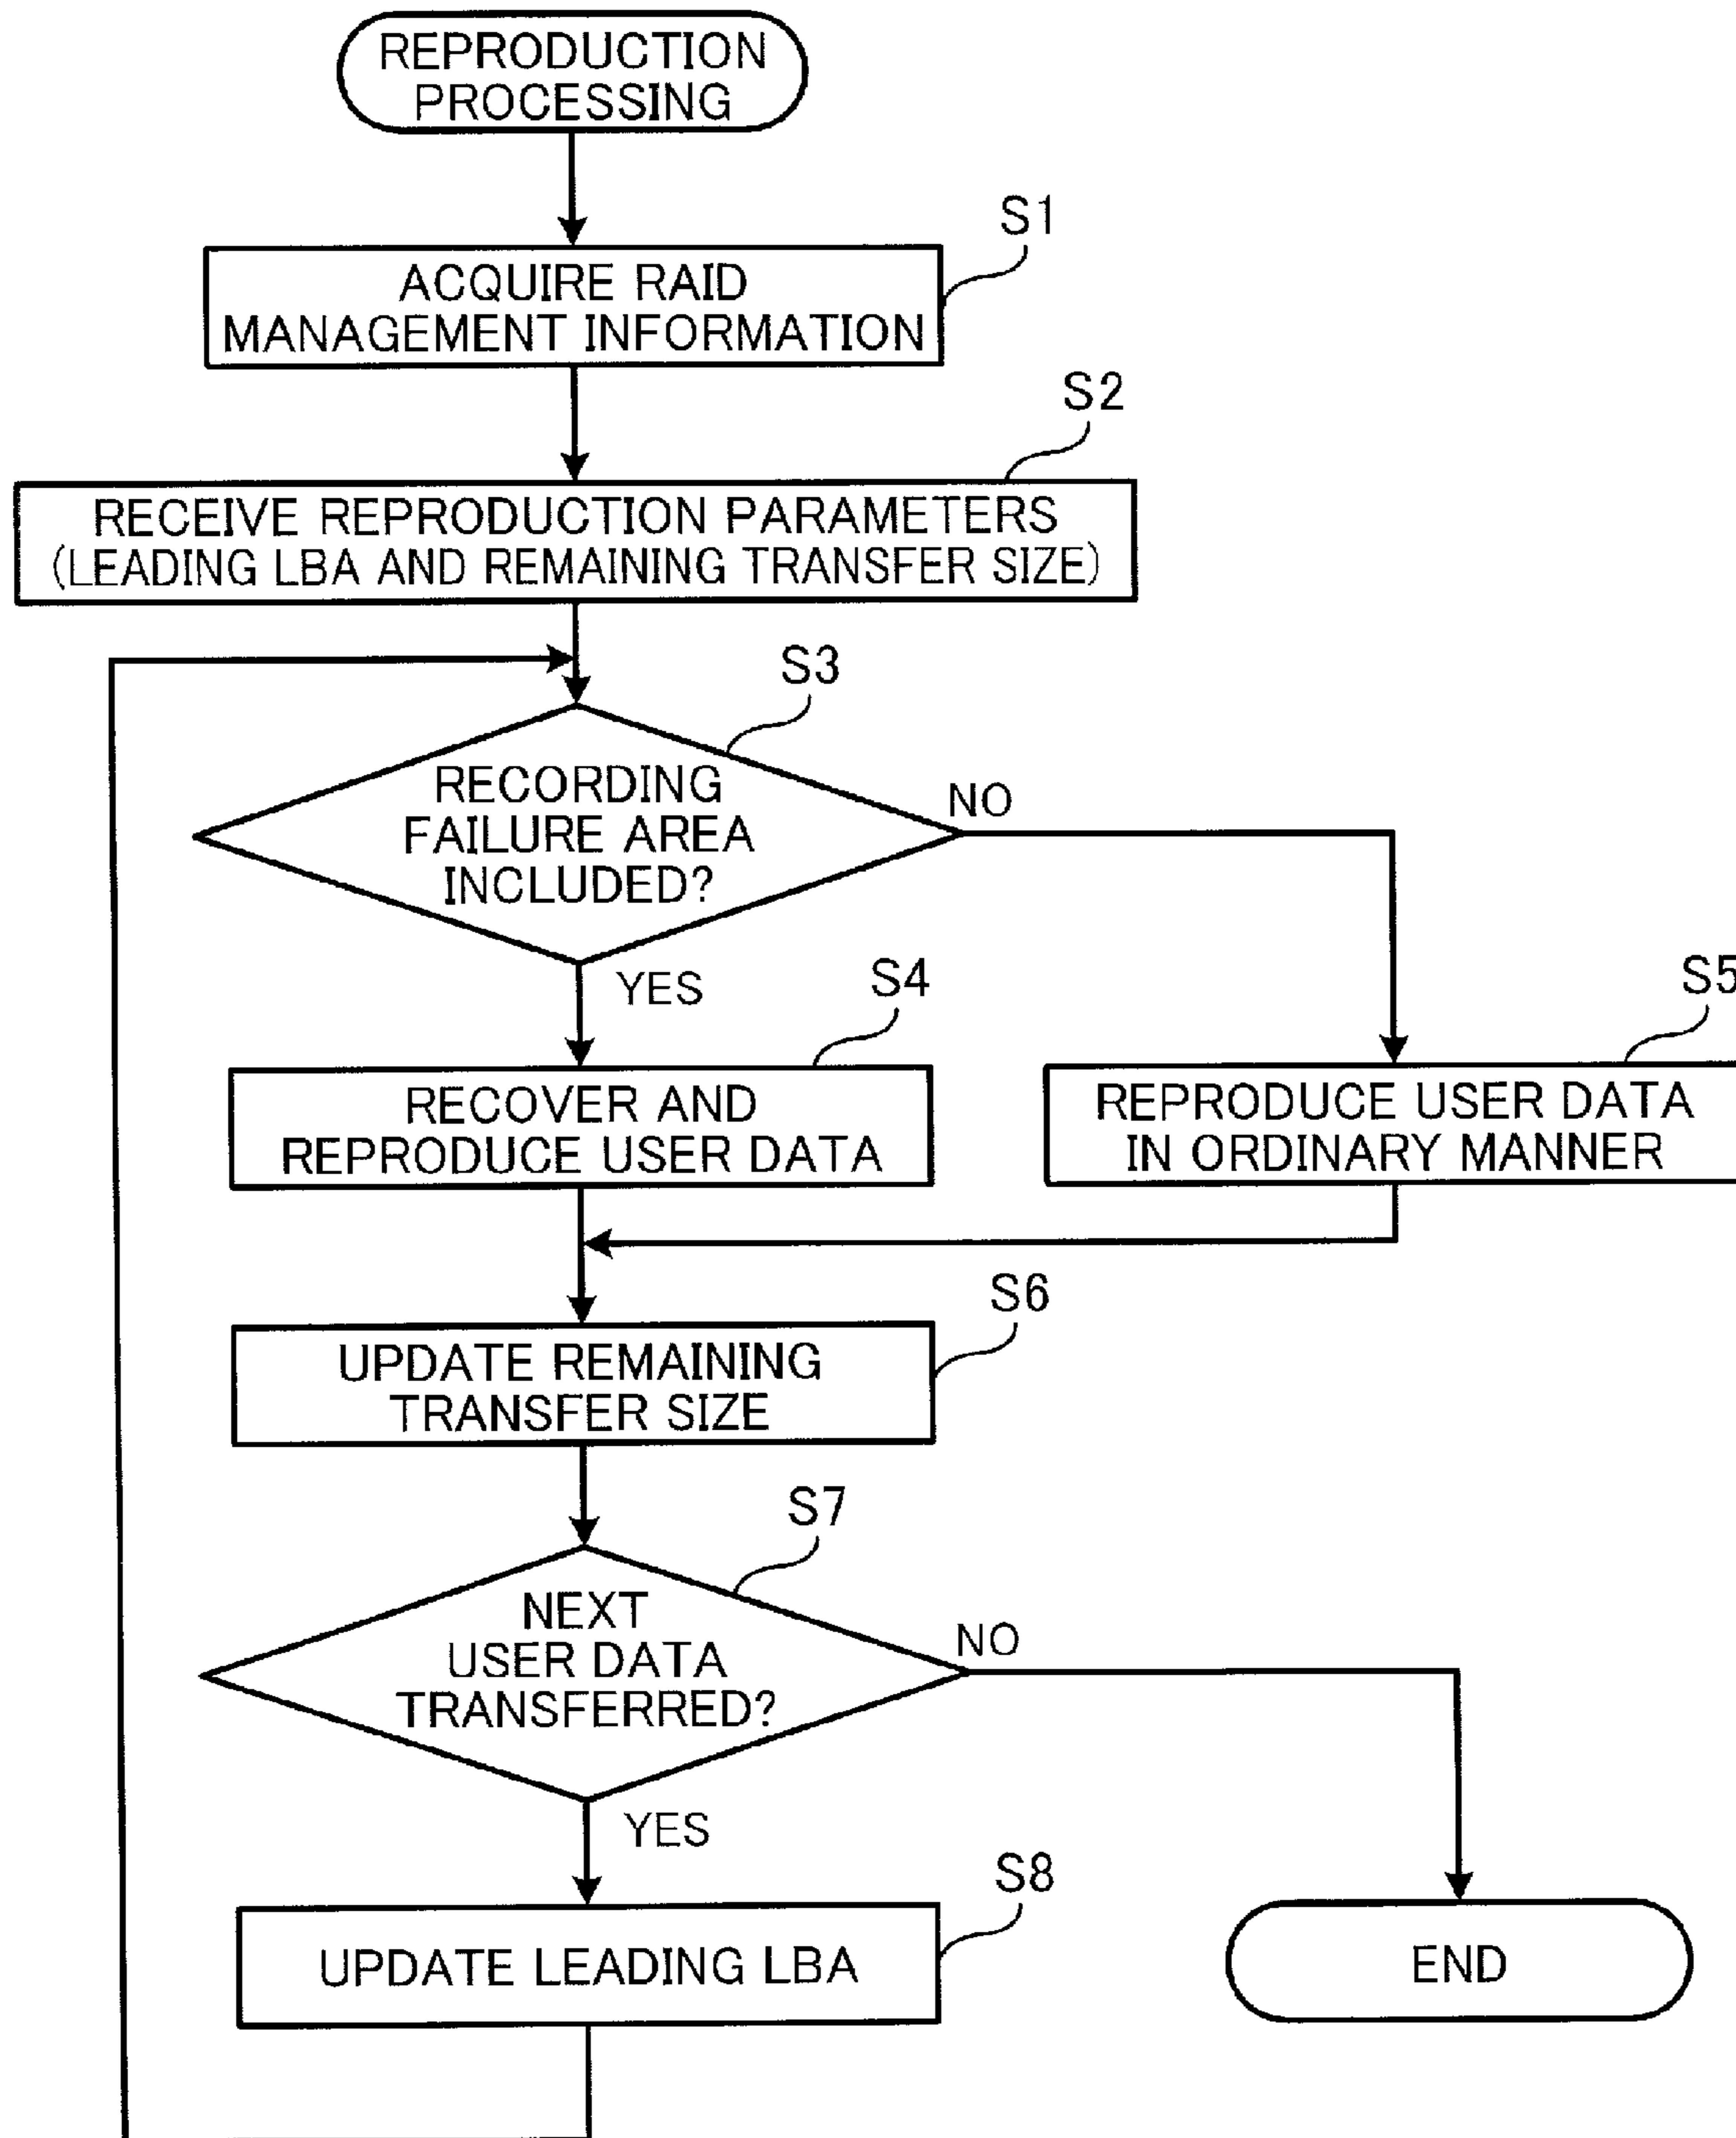 REPRODUCTION
PROCESSING
S1
ACQUIRE RAID
MANAGEMENT INFORMATION
S2
RECEIVE REPRODUCTION PARAMETERS
(LEADING LBA AND REMAINING TRANSFER SIZE)
S3
RECORDING
FAILURE AREA
INCLUDED?
NO
YES
S4
RECOVER AND
REPRODUCE USER DATA
S5
REPRODUCE USER DATA
IN ORDINARY MANNER
S6
UPDATE REMAINING
TRANSFER SIZE
S7
NEXT
USER DATA
TRANSFERRED?
NO
YES
S8
UPDATE LEADING LBA
END